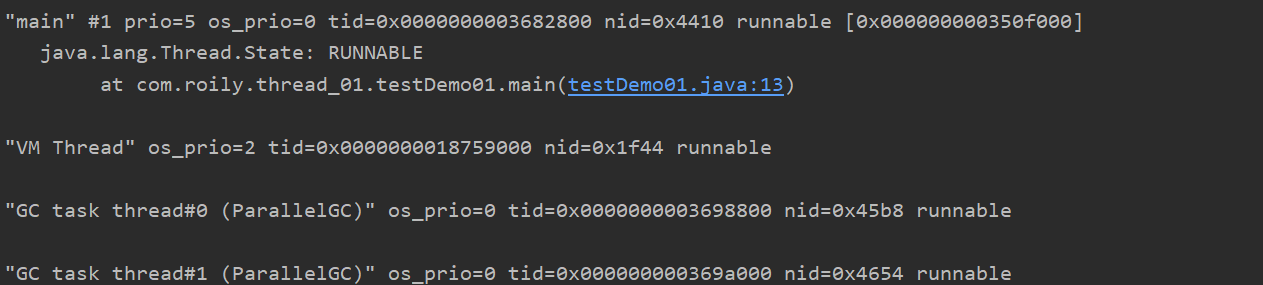 "main" #1 prio=5 os_prio=0 tid=0x0000000003682800 nid=0x4410 runnable [0x000000000350f000]
java.lang.Thread.State: RUNNABLE
at com.roily.thread_01.testDemo01.main(testDemo01.java:13)
"VM Thread" os_prio=2 tid=0x0000000018759000 nid=0x1f44 runnable
"GC task thread#0 (ParallelGC)" os_prio=0 tid=0x0000000003698800 nid=0x45b8 runnable
"GC task thread#1 (ParallelGC)" os_prio=0 tid=0x000000000369a000 nid=0x4654 runnable